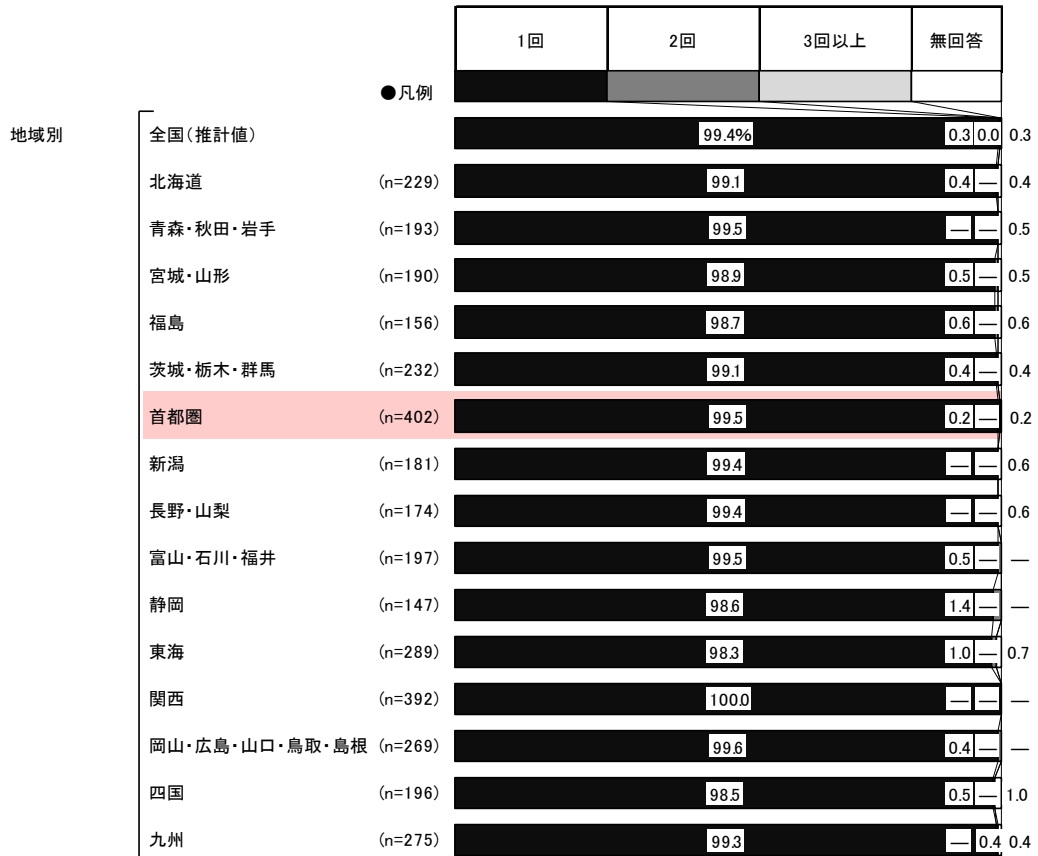 1回 2回 3回以上 無回答
●凡例
地域別 全国(推計値) 99.4% 0.3 0.0 0.3
北海道 (n=229) 99.1 0.4 — 0.4
青森・秋田・岩手 (n=193) 99.5 — — 0.5
宮城・山形 (n=190) 98.9 0.5 — 0.5
福島 (n=156) 98.7 0.6 — 0.6
茨城・栃木・群馬 (n=232) 99.1 0.4 — 0.4
首都圏 (n=402) 99.5 0.2 — 0.2
新潟 (n=181) 99.4 — — 0.6
長野・山梨 (n=174) 99.4 — — 0.6
富山・石川・福井 (n=197) 99.5 0.5 — —
静岡 (n=147) 98.6 1.4 — —
東海 (n=289) 98.3 1.0 — 0.7
関西 (n=392) 100.0 — — —
岡山・広島・山口・鳥取・島根 (n=269) 99.6 0.4 — —
四国 (n=196) 98.5 0.5 — 1.0
九州 (n=275) 99.3 — 0.4 0.4